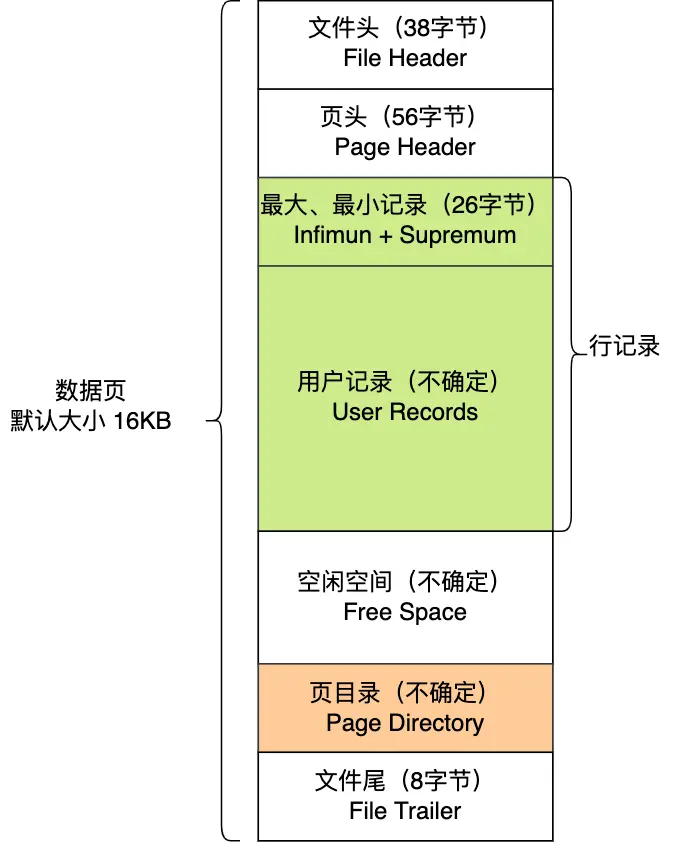 文件头（38字节）
File Header
页头（56字节）
Page Header
最大、最小记录（26字节）
Infimun + Supremum
行记录
用户记录（不确定）
User Records
数据页
默认大小 16KB
空闲空间（不确定）
Free Space
页目录（不确定）
Page Directory
文件尾（8字节）
File Trailer